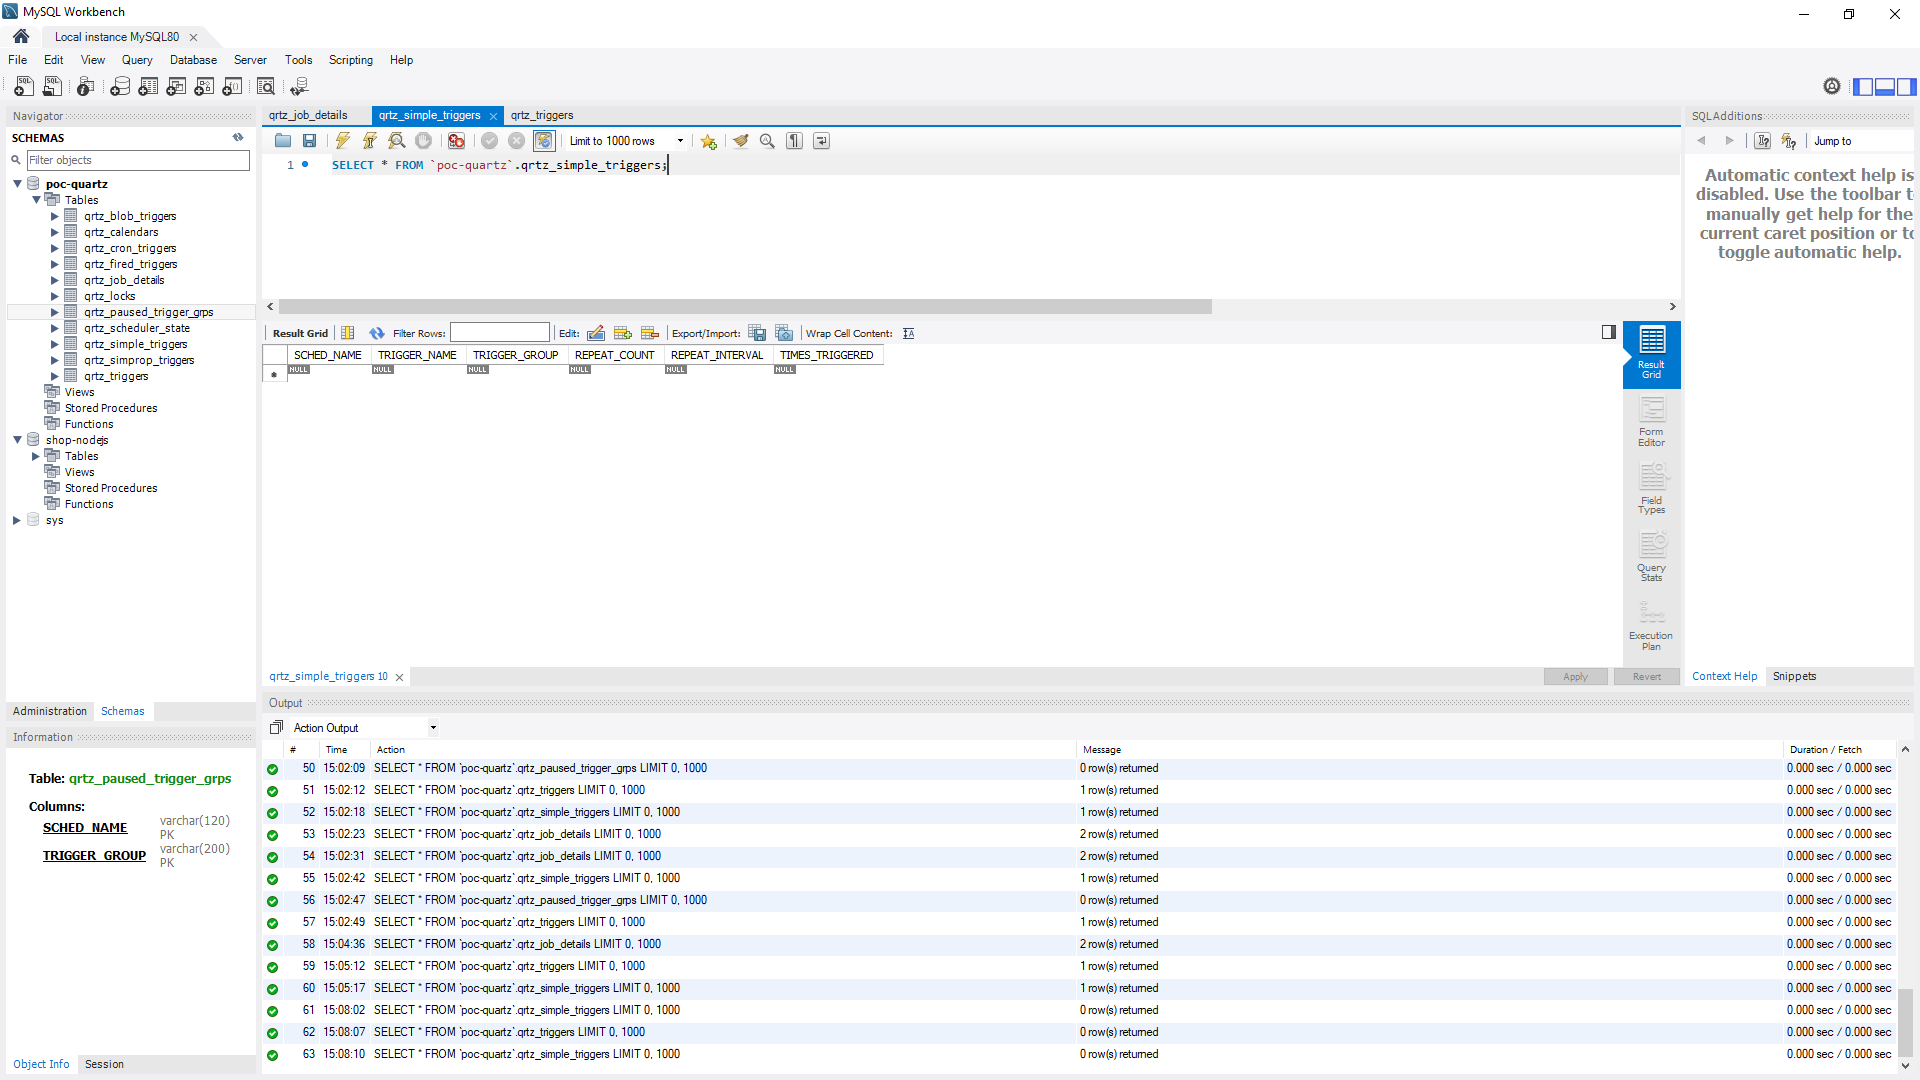 MySQL Workbench
Local instance MySQL80
File Edit View Query Database Server Tools Scripting Help
Navigator
SCHEMAS
Filter objects
poc-quartz
Tables
qrtz_blob_triggers
qrtz_calendars
qrtz_cron_triggers
qrtz_fired_triggers
qrtz_job_details
qrtz_locks
qrtz_paused_trigger_grps
qrtz_scheduler_state
qrtz_simple_triggers
qrtz_simprop_triggers
qrtz_triggers
Views
Stored Procedures
Functions
shop-nodejs
Tables
Views
Stored Procedures
Functions
sys
Administration Schemas
Information
Table: qrtz_paused_trigger_grps
Columns:
SCHED_NAME varchar(120)
PK
TRIGGER_GROUP varchar(200)
PK
Object Info Session
qrtz_job_details qrtz_simple_triggers qrtz_triggers
Limit to 1000 rows
1 SELECT * FROM `poc-quartz`.qrtz_simple_triggers;
Result Grid Filter Rows: Edit: Export/Import: Wrap Cell Content:
SCHED_NAME TRIGGER_NAME TRIGGER_GROUP REPEAT_COUNT REPEAT_INTERVAL TIMES_TRIGGERED
NULL NULL NULL NULL NULL NULL
Result
Grid
Form
Editor
Field
Types
Query
Stats
Execution
Plan
qrtz_simple_triggers 10
Apply Revert
SQLAdditions
Jump to
Automatic context help is
disabled. Use the toolbar t
manually get help for the
current caret position or to
toggle automatic help.
Context Help Snippets
Output
Action Output
# Time Action Message Duration / Fetch
50 15:02:09 SELECT * FROM `poc-quartz`.qrtz_paused_trigger_grps LIMIT 0, 1000 0 row(s) returned 0.000 sec / 0.000 sec
51 15:02:12 SELECT * FROM `poc-quartz`.qrtz_triggers LIMIT 0, 1000 1 row(s) returned 0.000 sec / 0.000 sec
52 15:02:18 SELECT * FROM `poc-quartz`.qrtz_simple_triggers LIMIT 0, 1000 1 row(s) returned 0.000 sec / 0.000 sec
53 15:02:23 SELECT * FROM `poc-quartz`.qrtz_job_details LIMIT 0, 1000 2 row(s) returned 0.000 sec / 0.000 sec
54 15:02:31 SELECT * FROM `poc-quartz`.qrtz_job_details LIMIT 0, 1000 2 row(s) returned 0.000 sec / 0.000 sec
55 15:02:42 SELECT * FROM `poc-quartz`.qrtz_simple_triggers LIMIT 0, 1000 1 row(s) returned 0.000 sec / 0.000 sec
56 15:02:47 SELECT * FROM `poc-quartz`.qrtz_paused_trigger_grps LIMIT 0, 1000 0 row(s) returned 0.000 sec / 0.000 sec
57 15:02:49 SELECT * FROM `poc-quartz`.qrtz_triggers LIMIT 0, 1000 1 row(s) returned 0.000 sec / 0.000 sec
58 15:04:36 SELECT * FROM `poc-quartz`.qrtz_job_details LIMIT 0, 1000 2 row(s) returned 0.000 sec / 0.000 sec
59 15:05:12 SELECT * FROM `poc-quartz`.qrtz_triggers LIMIT 0, 1000 1 row(s) returned 0.000 sec / 0.000 sec
60 15:05:17 SELECT * FROM `poc-quartz`.qrtz_simple_triggers LIMIT 0, 1000 1 row(s) returned 0.000 sec / 0.000 sec
61 15:08:02 SELECT * FROM `poc-quartz`.qrtz_simple_triggers LIMIT 0, 1000 0 row(s) returned 0.000 sec / 0.000 sec
62 15:08:07 SELECT * FROM `poc-quartz`.qrtz_triggers LIMIT 0, 1000 0 row(s) returned 0.000 sec / 0.000 sec
63 15:08:10 SELECT * FROM `poc-quartz`.qrtz_simple_triggers LIMIT 0, 1000 0 row(s) returned 0.000 sec / 0.000 sec